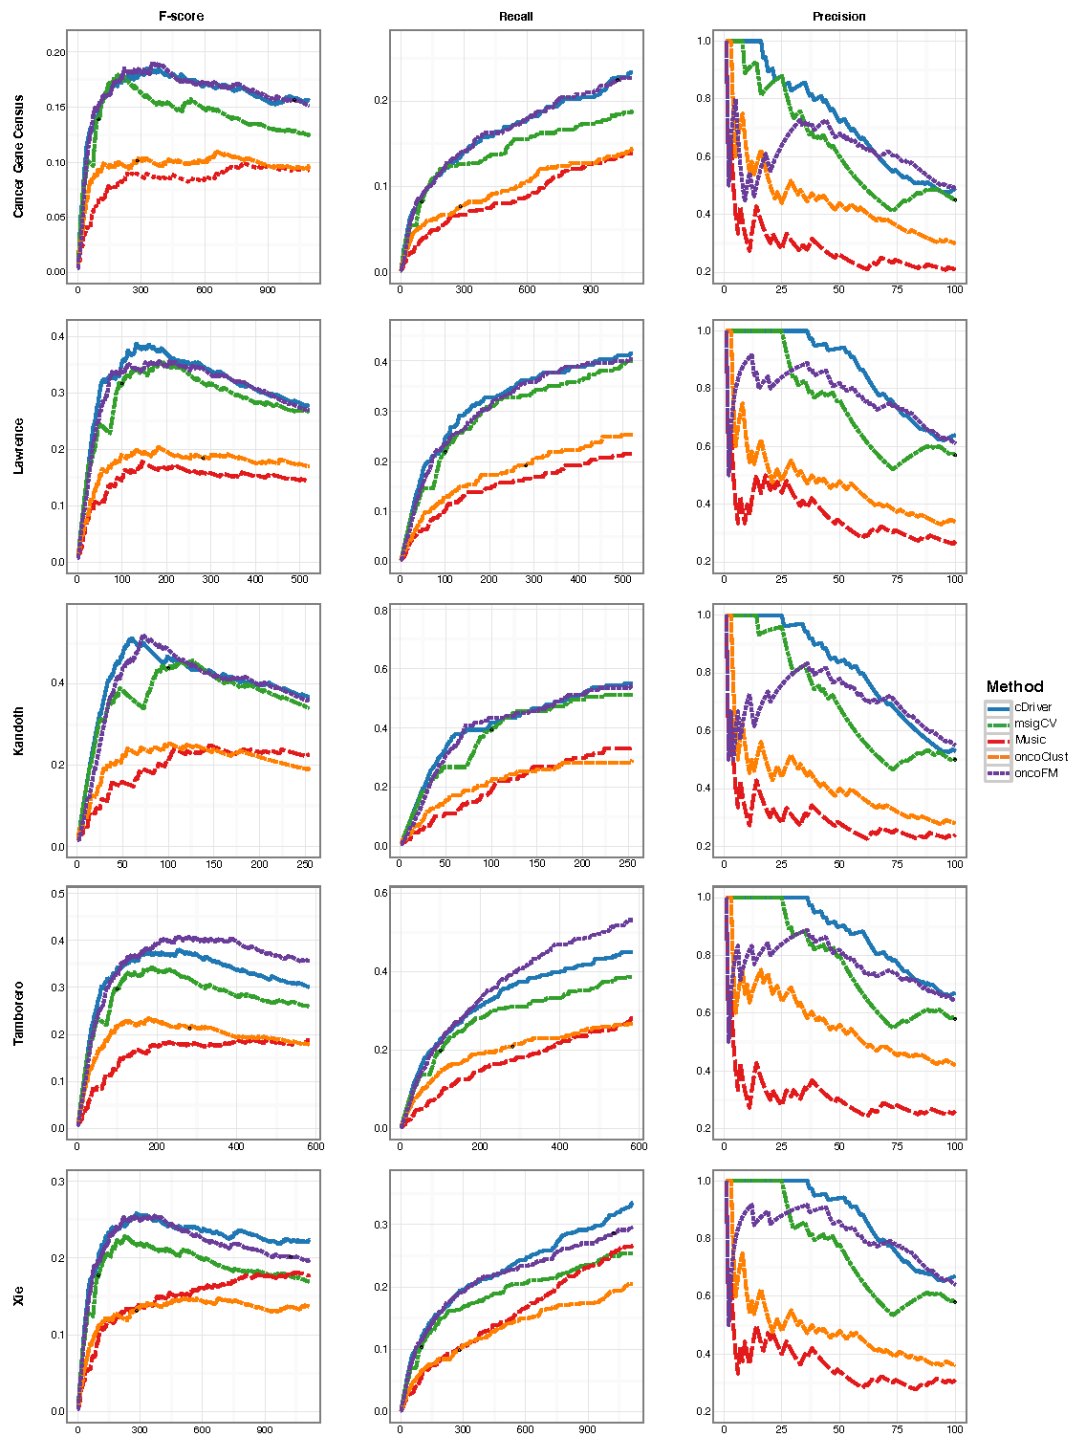 F-score Recall Precision
Cancer Gene Census
0.20
0.15
0.10
0.05
0.00
0 300 600 900
0.2
0.1
0.0
0 300 600 900
1.0
0.8
0.6
0.4
0.2
0 25 50 75 100
Lawrence
0.4
0.3
0.2
0.1
0.0
0 100 200 300 400 500
0.4
0.3
0.2
0.1
0.0
0 100 200 300 400 500
1.0
0.8
0.6
0.4
0.2
0 25 50 75 100
Kandoth
0.4
0.2
0.0
0 50 100 150 200 250
0.8
0.6
0.4
0.2
0.0
0 50 100 150 200 250
1.0
0.8
0.6
0.4
0.2
0 25 50 75 100
Method
cDriver
msigCV
Music
oncoClust
oncoFM
Tamborero
0.5
0.4
0.3
0.2
0.1
0.0
0 200 400 600
0.6
0.4
0.2
0.0
0 200 400 600
1.0
0.8
0.6
0.4
0.2
0 25 50 75 100
Xie
0.3
0.2
0.1
0.0
0 300 600 900
0.3
0.2
0.1
0.0
0 300 600 900
1.0
0.8
0.6
0.4
0.2
0 25 50 75 100